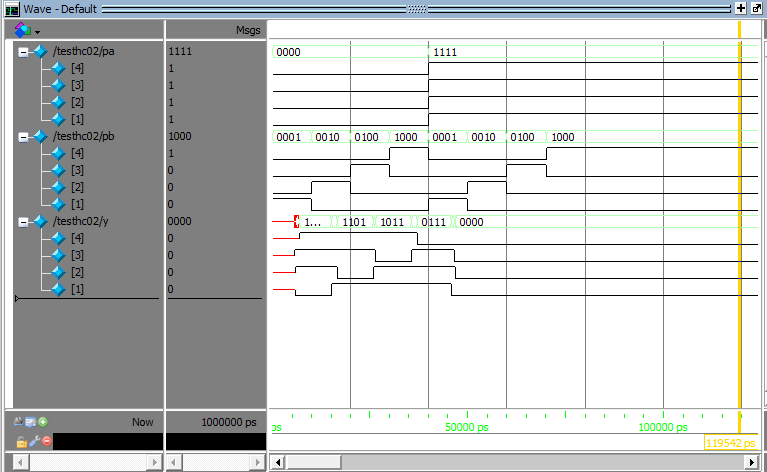 Wave - Default
Msgs
/testhc02/pa 1111 0000 1111
[4] 1
[3] 1
[2] 1
[1] 1
/testhc02/pb 1000 0001 0010 0100 1000 0001 0010 0100 1000
[4] 1
[3] 0
[2] 0
[1] 0
/testhc02/y 0000 1... 1101 1011 0111 0000
[4] 0
[3] 0
[2] 0
[1] 0
Now 1000000 ps ps 50000 ps 100000 ps
119542 ps